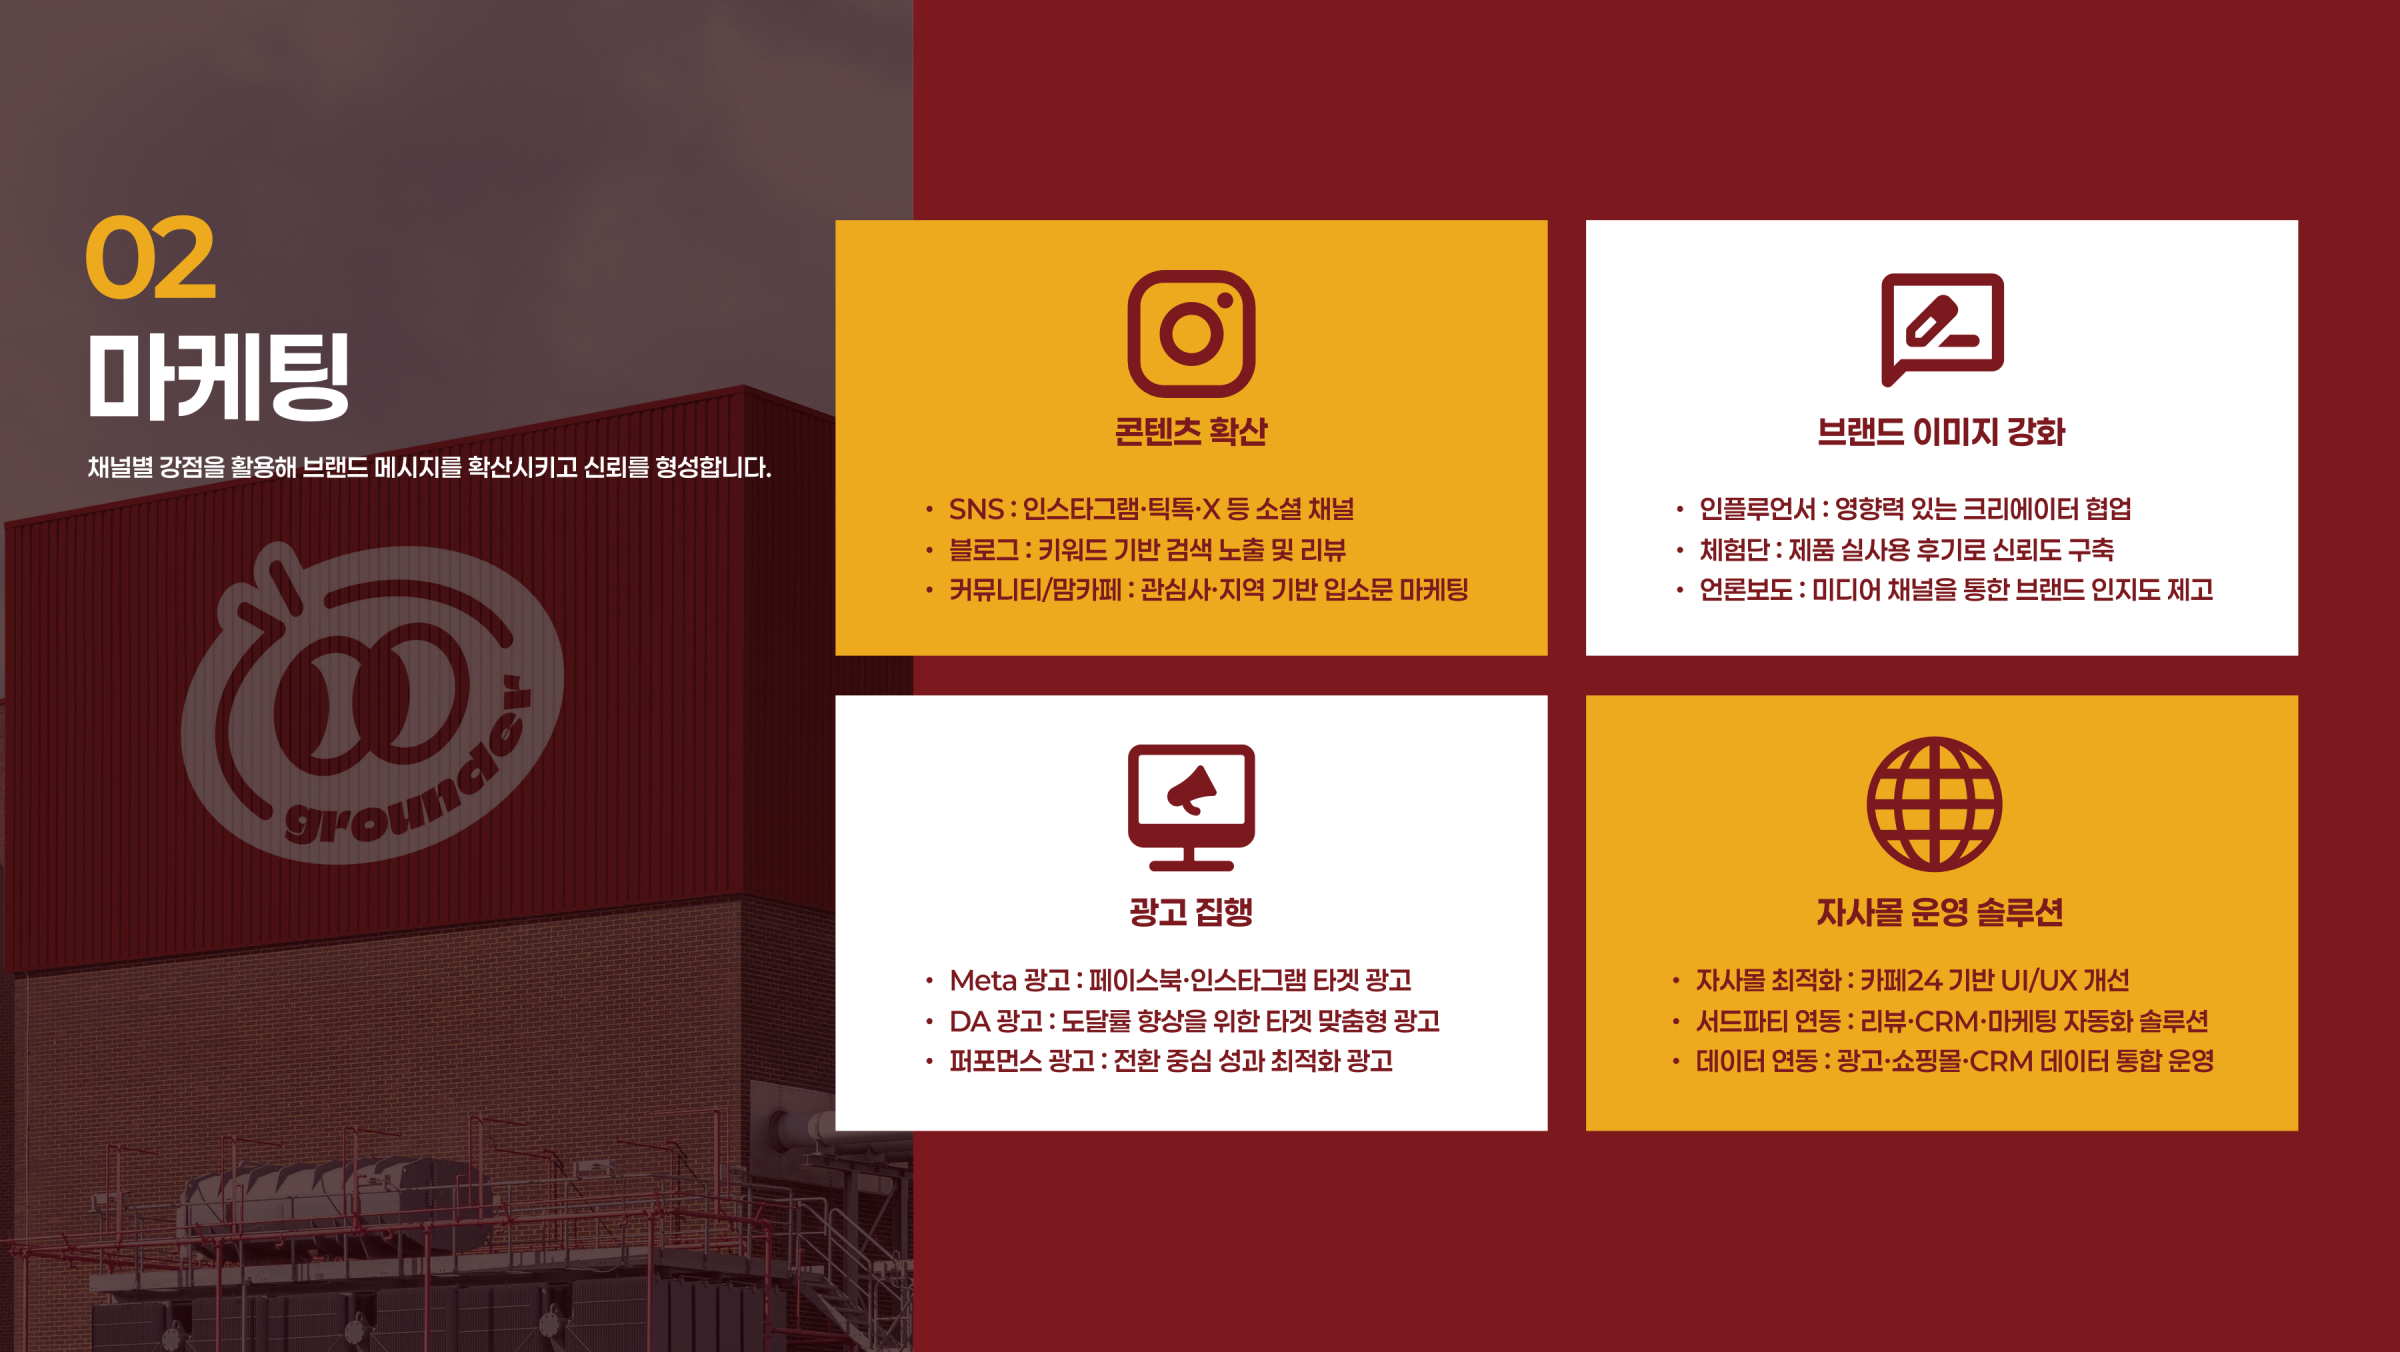 02
마케팅
채널별 강점을 활용해 브랜드 메시지를 확산시키고 신뢰를 형성합니다.
grounder
콘텐츠 확산
• SNS : 인스타그램·틱톡·X 등 소셜 채널
• 블로그 : 키워드 기반 검색 노출 및 리뷰
• 커뮤니티/맘카페 : 관심사·지역 기반 입소문 마케팅
브랜드 이미지 강화
• 인플루언서 : 영향력 있는 크리에이터 협업
• 체험단 : 제품 실사용 후기로 신뢰도 구축
• 언론보도 : 미디어 채널을 통한 브랜드 인지도 제고
광고 집행
• Meta 광고 : 페이스북·인스타그램 타겟 광고
• DA 광고 : 도달률 향상을 위한 타겟 맞춤형 광고
• 퍼포먼스 광고 : 전환 중심 성과 최적화 광고
자사몰 운영 솔루션
• 자사몰 최적화 : 카페24 기반 UI/UX 개선
• 서드파티 연동 : 리뷰·CRM·마케팅 자동화 솔루션
• 데이터 연동 : 광고·쇼핑몰·CRM 데이터 통합 운영